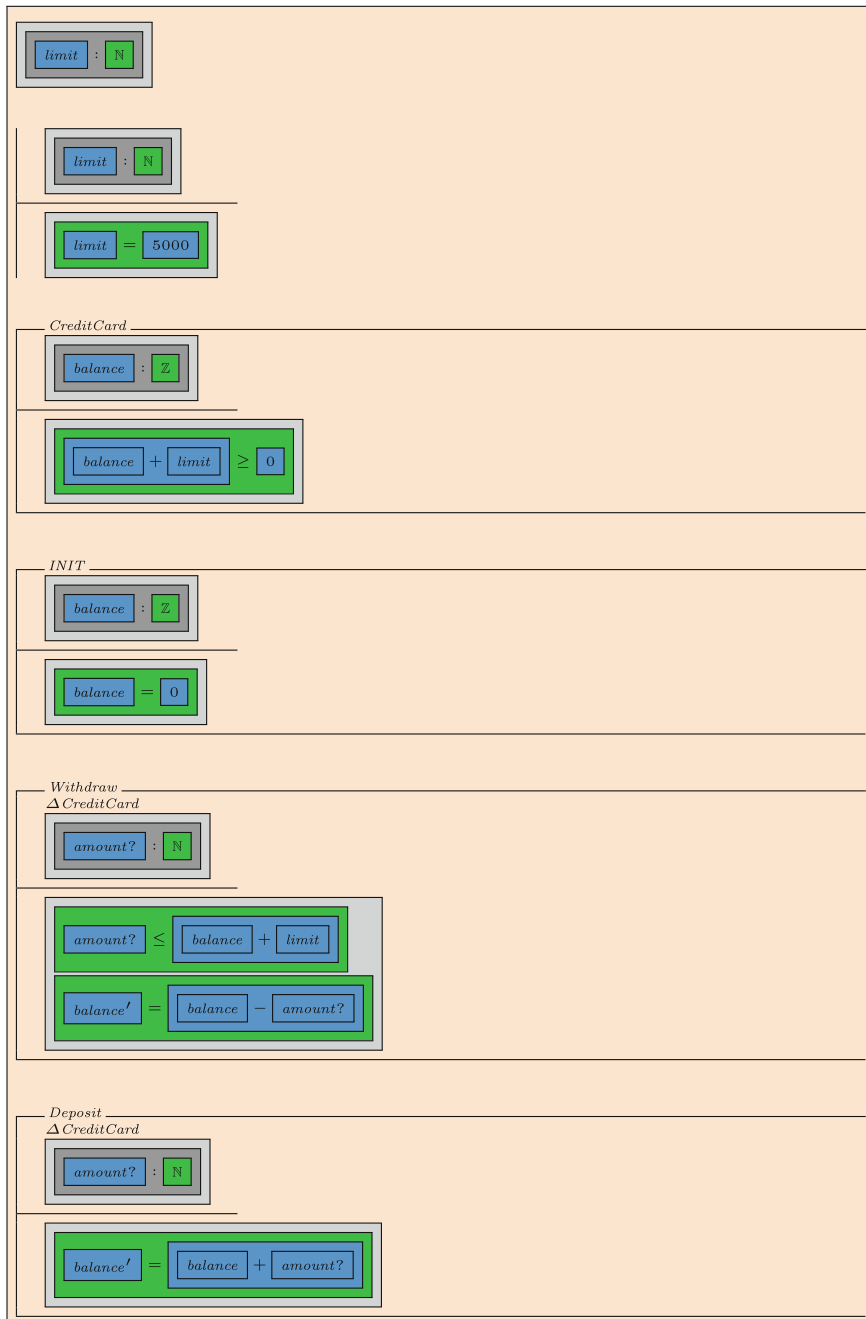 limit : ℕ
limit : ℕ
limit = 5000
CreditCard
balance : ℤ
balance + limit ≥ 0
INIT
balance : ℤ
balance = 0
Withdraw
ΔCreditCard
amount? : ℕ
amount? ≤ balance + limit
balance′ = balance − amount?
Deposit
ΔCreditCard
amount? : ℕ
balance′ = balance + amount?